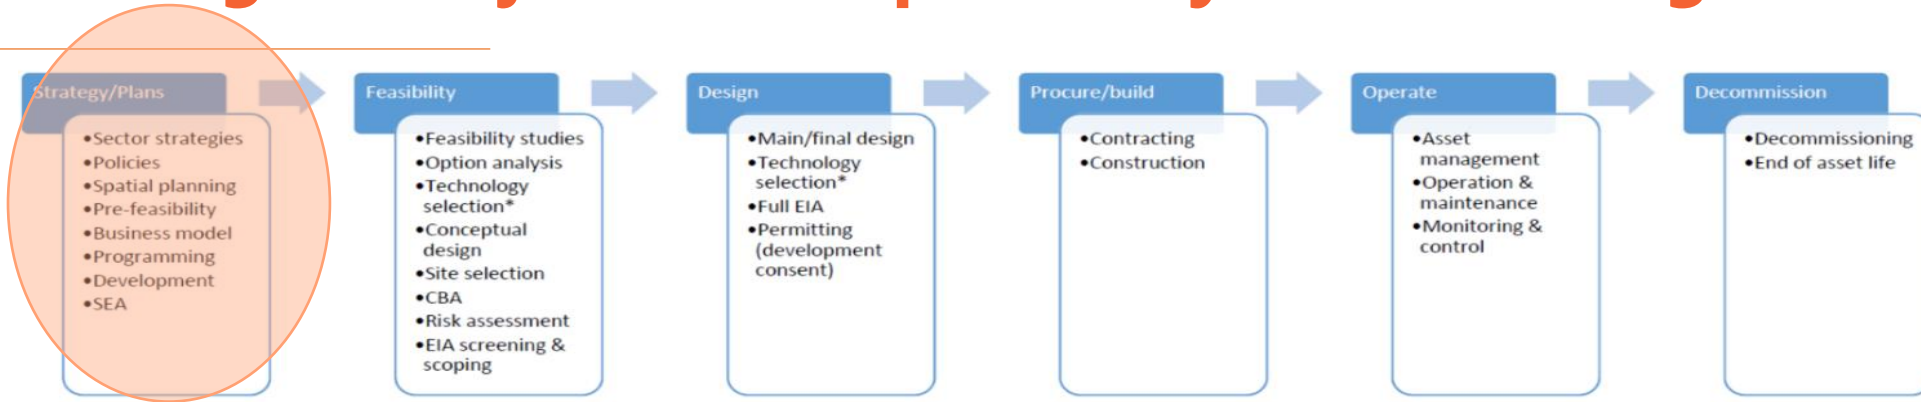 Strategy/Plans
•Sector strategies
•Policies
•Spatial planning
•Pre-feasibility
•Business model
•Programming
•Development
•SEA
Feasibility
•Feasibility studies
•Option analysis
•Technology
selection*
•Conceptual
design
•Site selection
•CBA
•Risk assessment
•EIA screening &
scoping
Design
•Main/final design
•Technology
selection*
•Full EIA
•Permitting
(development
consent)
Procure/build
•Contracting
•Construction
Operate
•Asset
management
•Operation &
maintenance
•Monitoring &
control
Decommission
•Decommissioning
•End of asset life